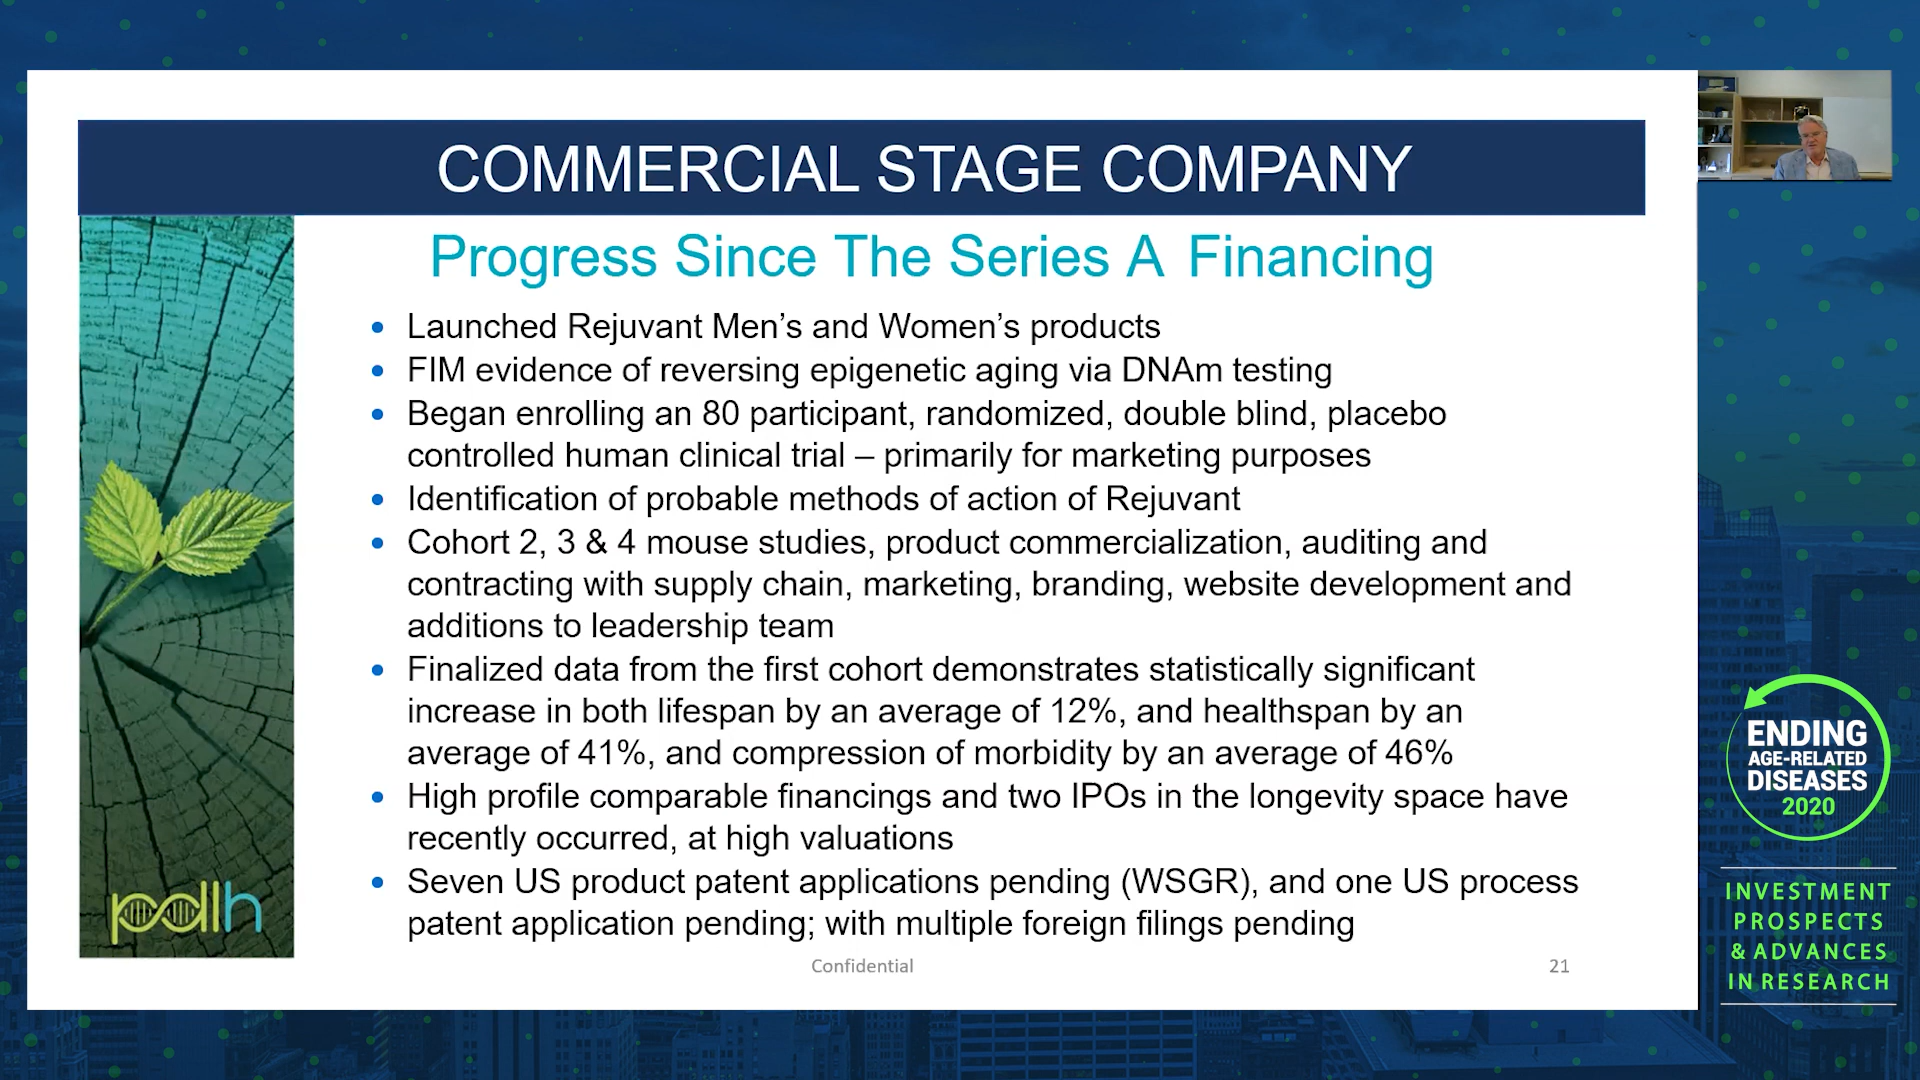 COMMERCIAL STAGE COMPANY
Progress Since The Series A Financing
• Launched Rejuvant Men’s and Women’s products
• FIM evidence of reversing epigenetic aging via DNAm testing
• Began enrolling an 80 participant, randomized, double blind, placebo
controlled human clinical trial – primarily for marketing purposes
• Identification of probable methods of action of Rejuvant
• Cohort 2, 3 & 4 mouse studies, product commercialization, auditing and
contracting with supply chain, marketing, branding, website development and
additions to leadership team
• Finalized data from the first cohort demonstrates statistically significant
increase in both lifespan by an average of 12%, and healthspan by an
average of 41%, and compression of morbidity by an average of 46%
• High profile comparable financings and two IPOs in the longevity space have
recently occurred, at high valuations
• Seven US product patent applications pending (WSGR), and one US process
patent application pending; with multiple foreign filings pending
pdlh
Confidential
21
ENDING
AGE-RELATED
DISEASES
2020
INVESTMENT
PROSPECTS
& ADVANCES
IN RESEARCH